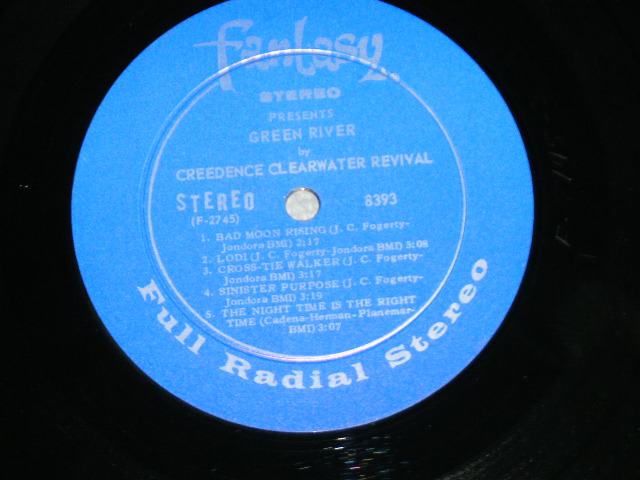 Fantasy
STEREO
PRESENTS
GREEN RIVER
by
CREEDENCE CLEARWATER REVIVAL
STEREO 8393
(F-2745)
1. BAD MOON RISING (J. C. Fogerty-
Jondora BMI) 2:17
2. LODI (J. C. Fogerty-Jondora BMI) 3:08
3. CROSS-TIE WALKER (J. C. Fogerty-
Jondora BMI) 3:17
4. SINISTER PURPOSE (J. C. Fogerty-
Jondora BMI) 3:19
5. THE NIGHT TIME IS THE RIGHT
TIME (Cadena-Herman-Planemar-
BMI) 3:07
Full Radial Stereo